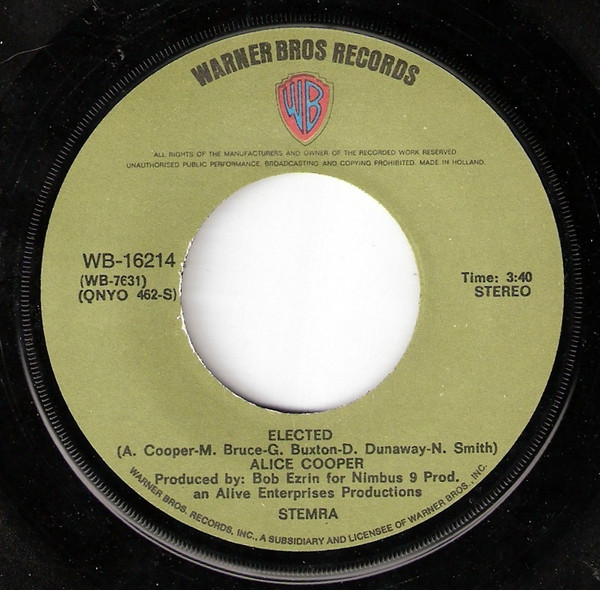 WARNER BROS RECORDS
WB
ALL RIGHTS OF THE MANUFACTURERS AND OWNER OF THE RECORDED WORK RESERVED
UNAUTHORISED PUBLIC PERFORMANCE, BROADCASTING AND COPYING PROHIBITED. MADE IN HOLLAND.
WB-16214
(WB-7631)
(QNYO 462-S)
Time: 3:40
STEREO
ELECTED
(A. Cooper-M. Bruce-G. Buxton-D. Dunaway-N. Smith)
ALICE COOPER
Produced by: Bob Ezrin for Nimbus 9 Prod.
an Alive Enterprises Productions
STEMRA
WARNER BROS. RECORDS, INC., A SUBSIDIARY AND LICENSEE OF WARNER BROS., INC.